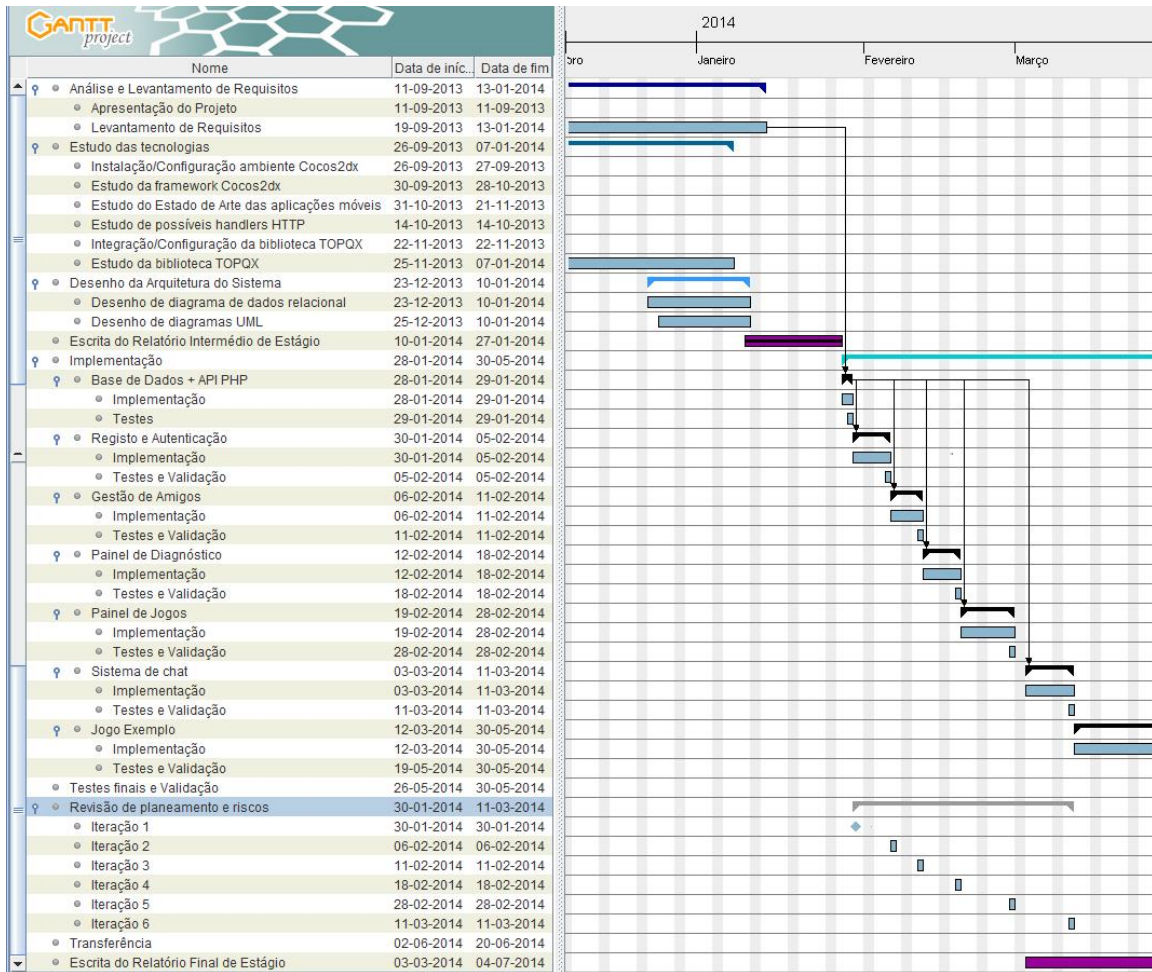 GANTT
project
2014
bro Janeiro Fevereiro Março
Nome Data de iníc... Data de fim
Análise e Levantamento de Requisitos 11-09-2013 13-01-2014
Apresentação do Projeto 11-09-2013 11-09-2013
Levantamento de Requisitos 19-09-2013 13-01-2014
Estudo das tecnologias 26-09-2013 07-01-2014
Instalação/Configuração ambiente Cocos2dx 26-09-2013 27-09-2013
Estudo da framework Cocos2dx 30-09-2013 28-10-2013
Estudo do Estado de Arte das aplicações móveis 31-10-2013 21-11-2013
Estudo de possíveis handlers HTTP 14-10-2013 14-10-2013
Integração/Configuração da biblioteca TOPQX 22-11-2013 22-11-2013
Estudo da biblioteca TOPQX 25-11-2013 07-01-2014
Desenho da Arquitetura do Sistema 23-12-2013 10-01-2014
Desenho de diagrama de dados relacional 23-12-2013 10-01-2014
Desenho de diagramas UML 25-12-2013 10-01-2014
Escrita do Relatório Intermédio de Estágio 10-01-2014 27-01-2014
Implementação 28-01-2014 30-05-2014
Base de Dados + API PHP 28-01-2014 29-01-2014
Implementação 28-01-2014 29-01-2014
Testes 29-01-2014 29-01-2014
Registo e Autenticação 30-01-2014 05-02-2014
Implementação 30-01-2014 05-02-2014
Testes e Validação 05-02-2014 05-02-2014
Gestão de Amigos 06-02-2014 11-02-2014
Implementação 06-02-2014 11-02-2014
Testes e Validação 11-02-2014 11-02-2014
Painel de Diagnóstico 12-02-2014 18-02-2014
Implementação 12-02-2014 18-02-2014
Testes e Validação 18-02-2014 18-02-2014
Painel de Jogos 19-02-2014 28-02-2014
Implementação 19-02-2014 28-02-2014
Testes e Validação 28-02-2014 28-02-2014
Sistema de chat 03-03-2014 11-03-2014
Implementação 03-03-2014 11-03-2014
Testes e Validação 11-03-2014 11-03-2014
Jogo Exemplo 12-03-2014 30-05-2014
Implementação 12-03-2014 30-05-2014
Testes e Validação 19-05-2014 30-05-2014
Testes finais e Validação 26-05-2014 30-05-2014
Revisão de planeamento e riscos 30-01-2014 11-03-2014
Iteração 1 30-01-2014 30-01-2014
Iteração 2 06-02-2014 06-02-2014
Iteração 3 11-02-2014 11-02-2014
Iteração 4 18-02-2014 18-02-2014
Iteração 5 28-02-2014 28-02-2014
Iteração 6 11-03-2014 11-03-2014
Transferência 02-06-2014 20-06-2014
Escrita do Relatório Final de Estágio 03-03-2014 04-07-2014